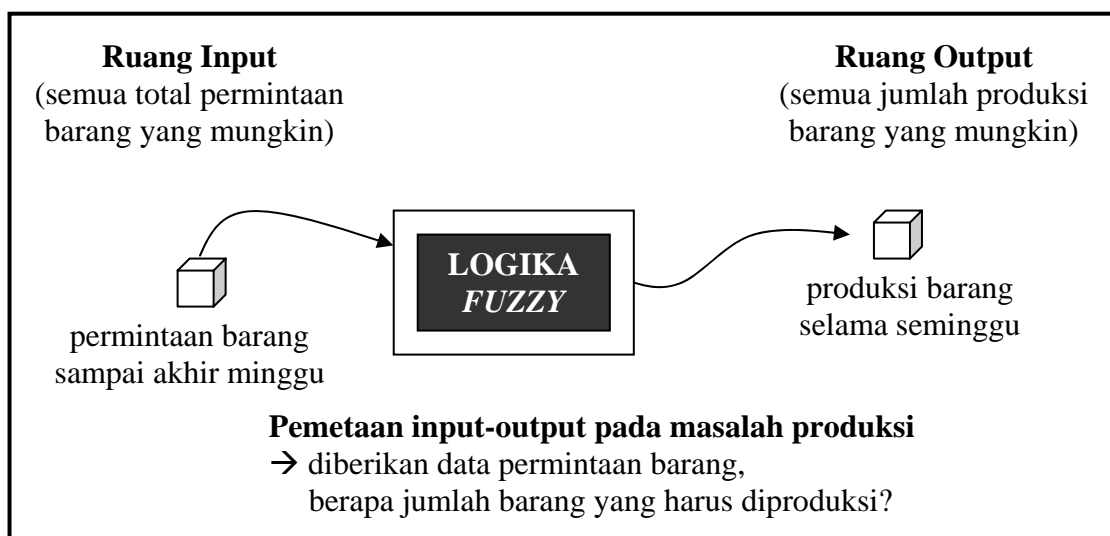 Ruang Input
(semua total permintaan
barang yang mungkin)
Ruang Output
(semua jumlah produksi
barang yang mungkin)
LOGIKA
FUZZY
permintaan barang
sampai akhir minggu
produksi barang
selama seminggu
Pemetaan input-output pada masalah produksi
→ diberikan data permintaan barang,
berapa jumlah barang yang harus diproduksi?